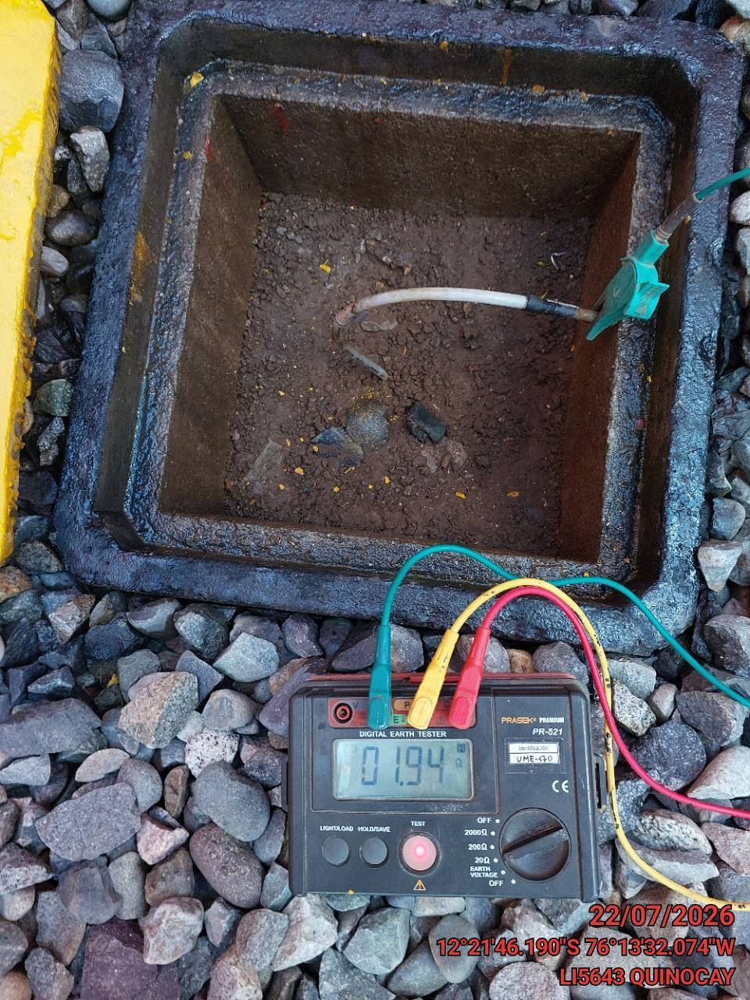 V E P C
PRASEK® PREMIUM
PR-521
DIGITAL EARTH TESTER
Identificación
UME-170
01.94 Ω
CE
LIGHT/LOAD HOLD/SAVE TEST
OFF
2000Ω
200Ω
20Ω
EARTH
VOLTAGE
OFF
22/07/2026
12°21'46.190"S 76°13'32.074"W
LI5643 QUINOCAY